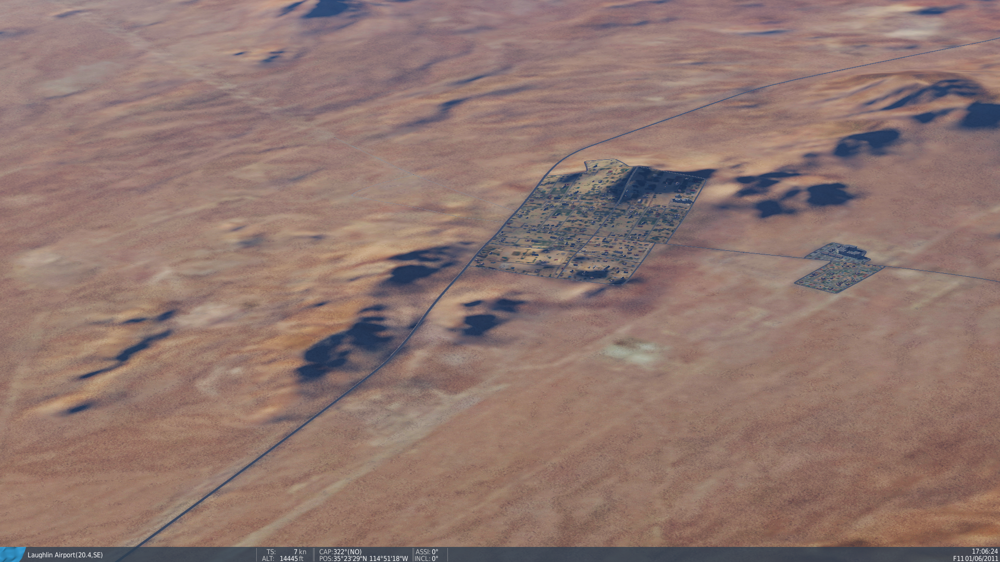 Laughlin Airport(20.4,SE)
TS: 7 kn
ALT: 14445 ft
CAP:322°(NO)
POS:35°23'29"N 114°51'18"W
ASSI: 0°
INCL: 0°
17:06:24
F11 01/06/2011